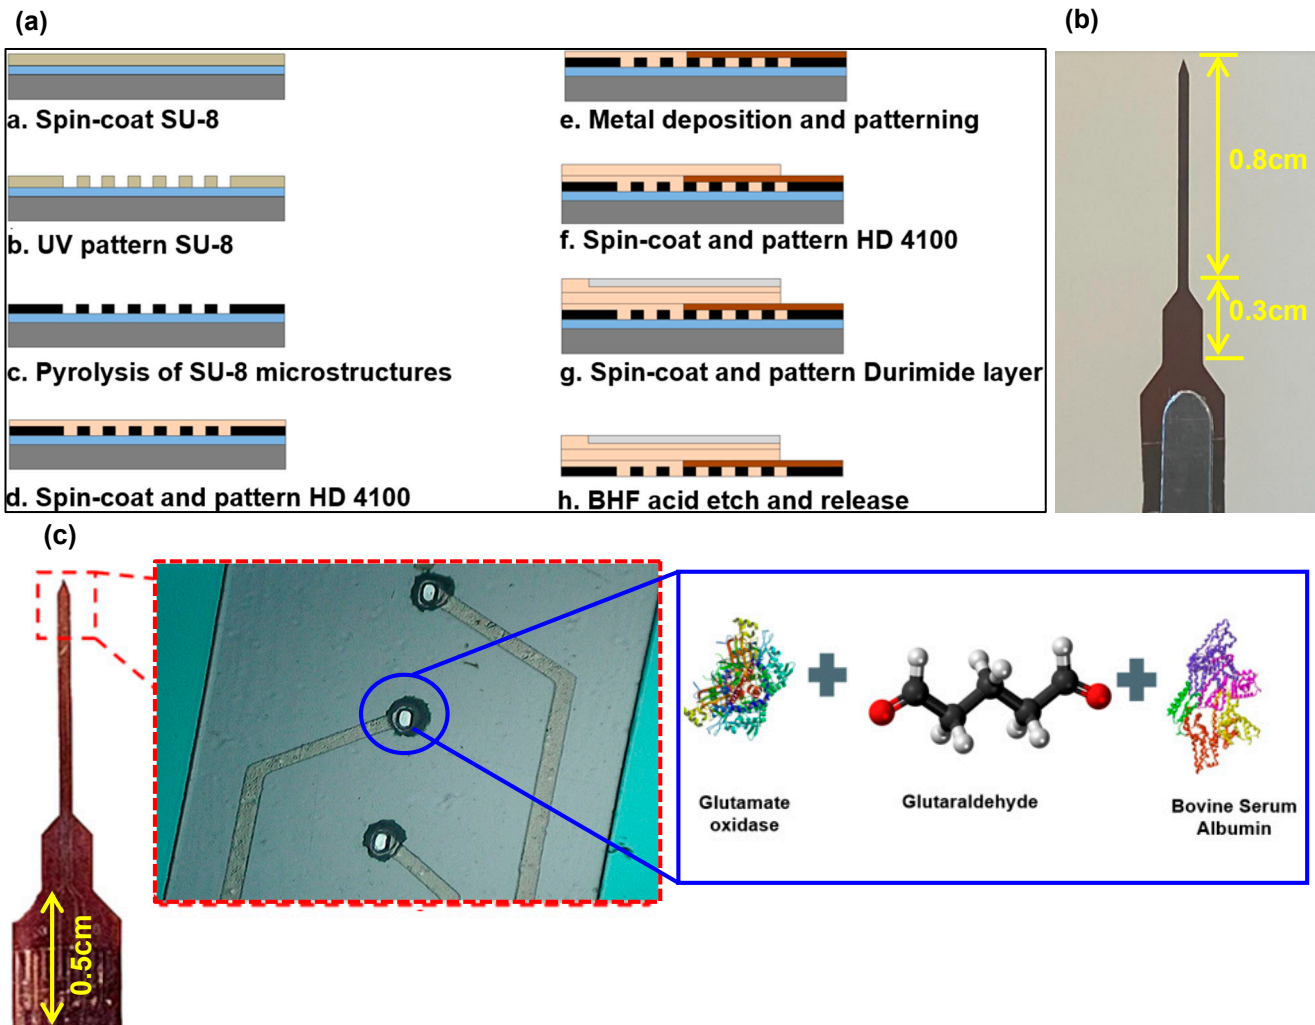 (a)
a. Spin-coat SU-8
b. UV pattern SU-8
c. Pyrolysis of SU-8 microstructures
d. Spin-coat and pattern HD 4100
e. Metal deposition and patterning
f. Spin-coat and pattern HD 4100
g. Spin-coat and pattern Durimide layer
h. BHF acid etch and release
(b)
0.8cm
0.3cm
(c)
0.5cm
Glutamate
oxidase
Glutaraldehyde
Bovine Serum
Albumin